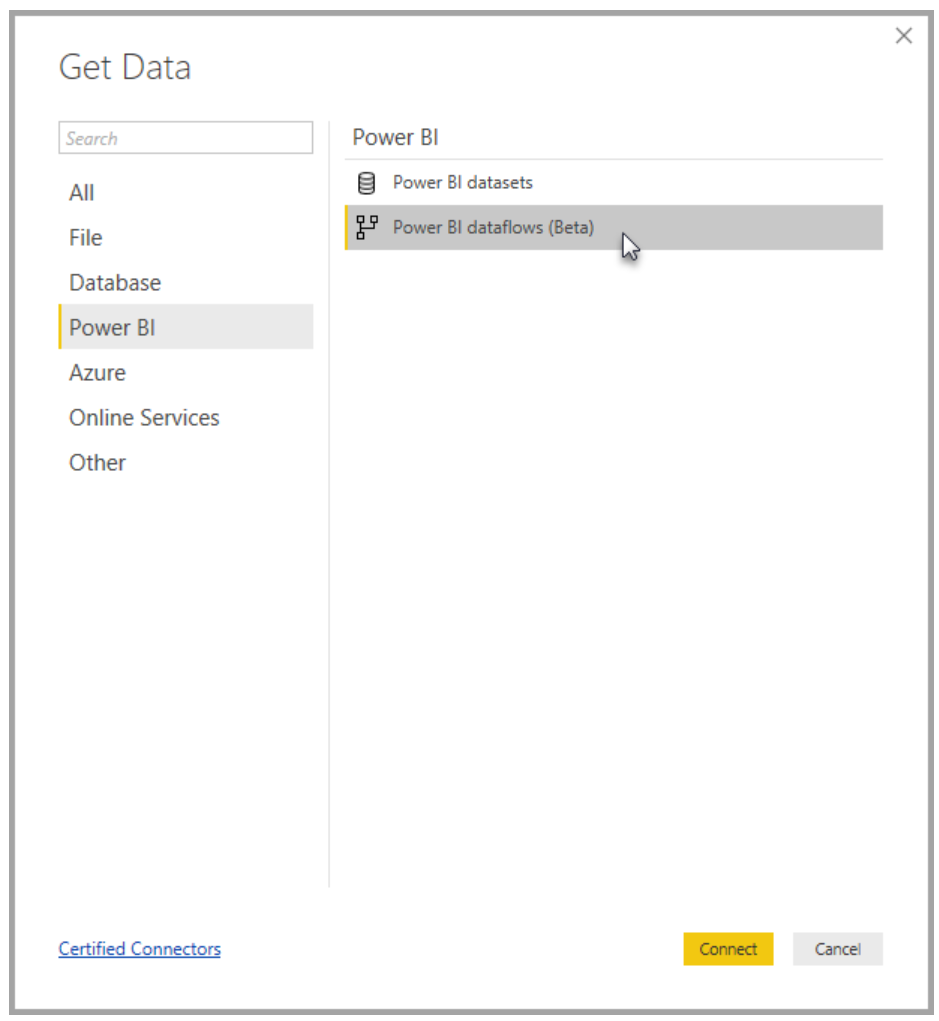 Get Data
Search
All
File
Database
Power BI
Azure
Online Services
Other
Power BI
Power BI datasets
Power BI dataflows (Beta)
Certified Connectors
Connect
Cancel